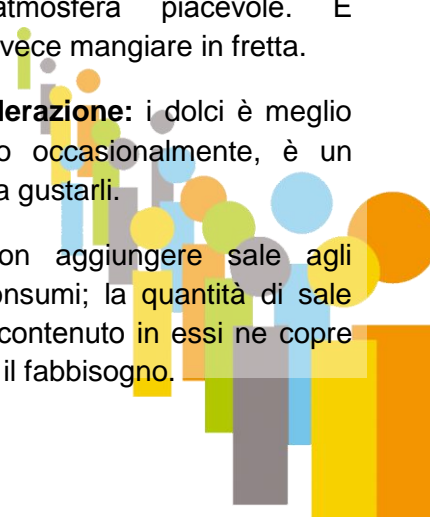 atmosfera piacevole. È
vece mangiare in fretta.
derazione: i dolci è meglio
o occasionalmente, è un
a gustarli.
on aggiungere sale agli
onsumi; la quantità di sale
contenuto in essi ne copre
il fabbisogno.